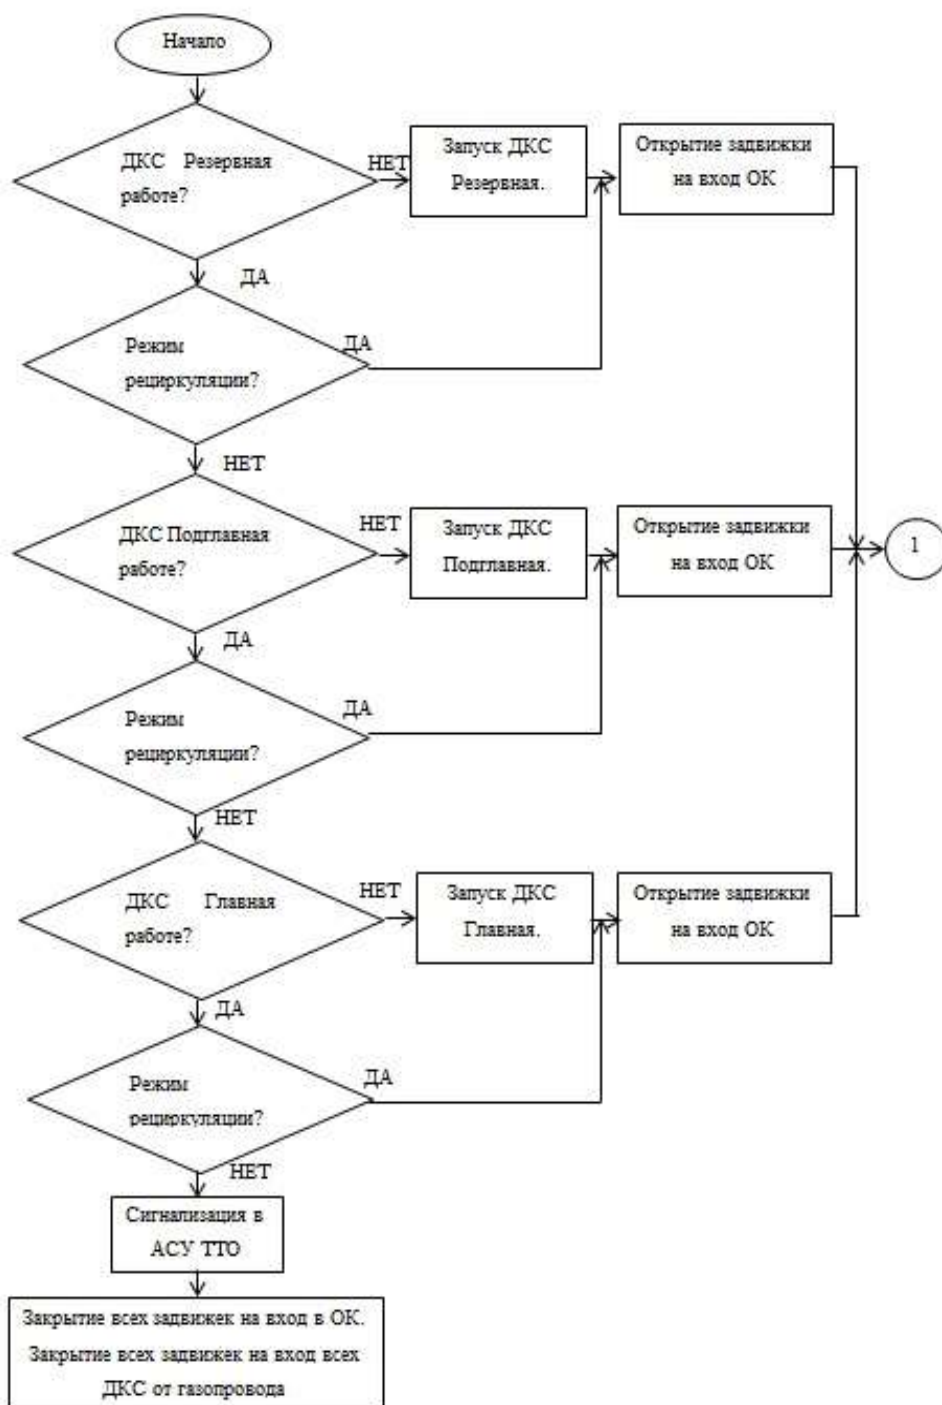 Начало
ДКС Резервная
работе?
НЕТ
Запуск ДКС
Резервная.
Открытие задвижки
на вход ОК
ДА
Режим
рециркуляции?
ДА
НЕТ
ДКС Подглавная
работе?
НЕТ
Запуск ДКС
Подглавная.
Открытие задвижки
на вход ОК
1
ДА
Режим
рециркуляции?
ДА
НЕТ
ДКС Главная
работе?
НЕТ
Запуск ДКС
Главная.
Открытие задвижки
на вход ОК
ДА
Режим
рециркуляции?
ДА
НЕТ
Сигнализация в
АСУ ТТО
Закрытие всех задвижек на вход в ОК.
Закрытие всех задвижек на вход всех
ДКС от газопровода